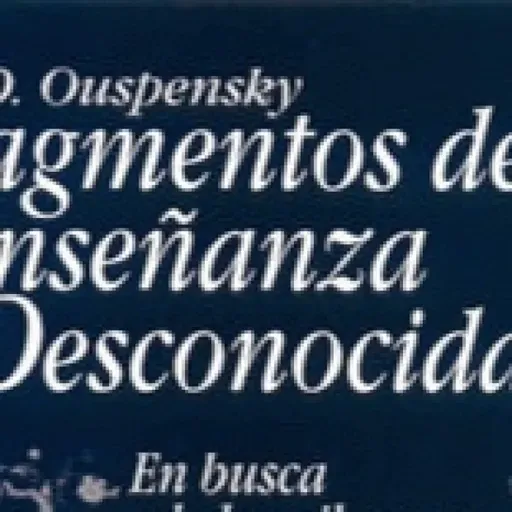 D. Ouspensky
agmentos de
nseñanza
Desconocida
En busca